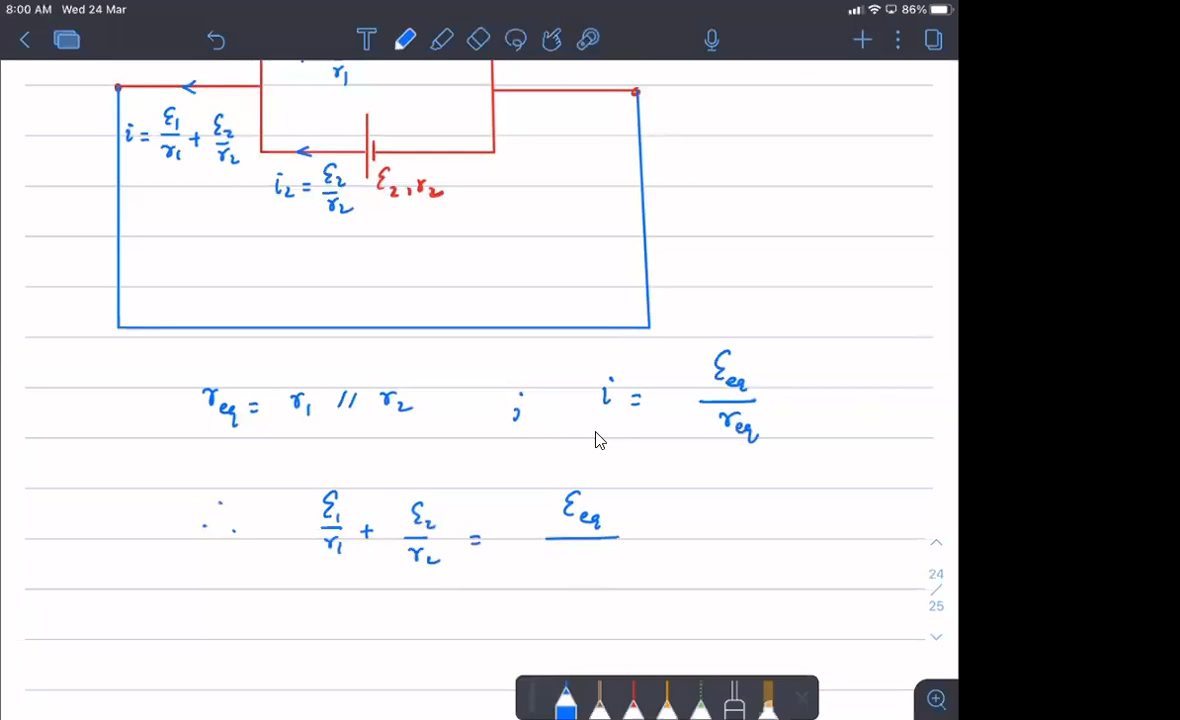 8:00 AM Wed 24 Mar 86%
T
r₁
i = ε₁/r₁ + ε₂/r₂
i₂ = ε₂/r₂
ε₂, r₂
r_eq = r₁ // r₂ ; i = ε_eq/r_eq
∴ ε₁/r₁ + ε₂/r₂ = ε_eq
24
/
25